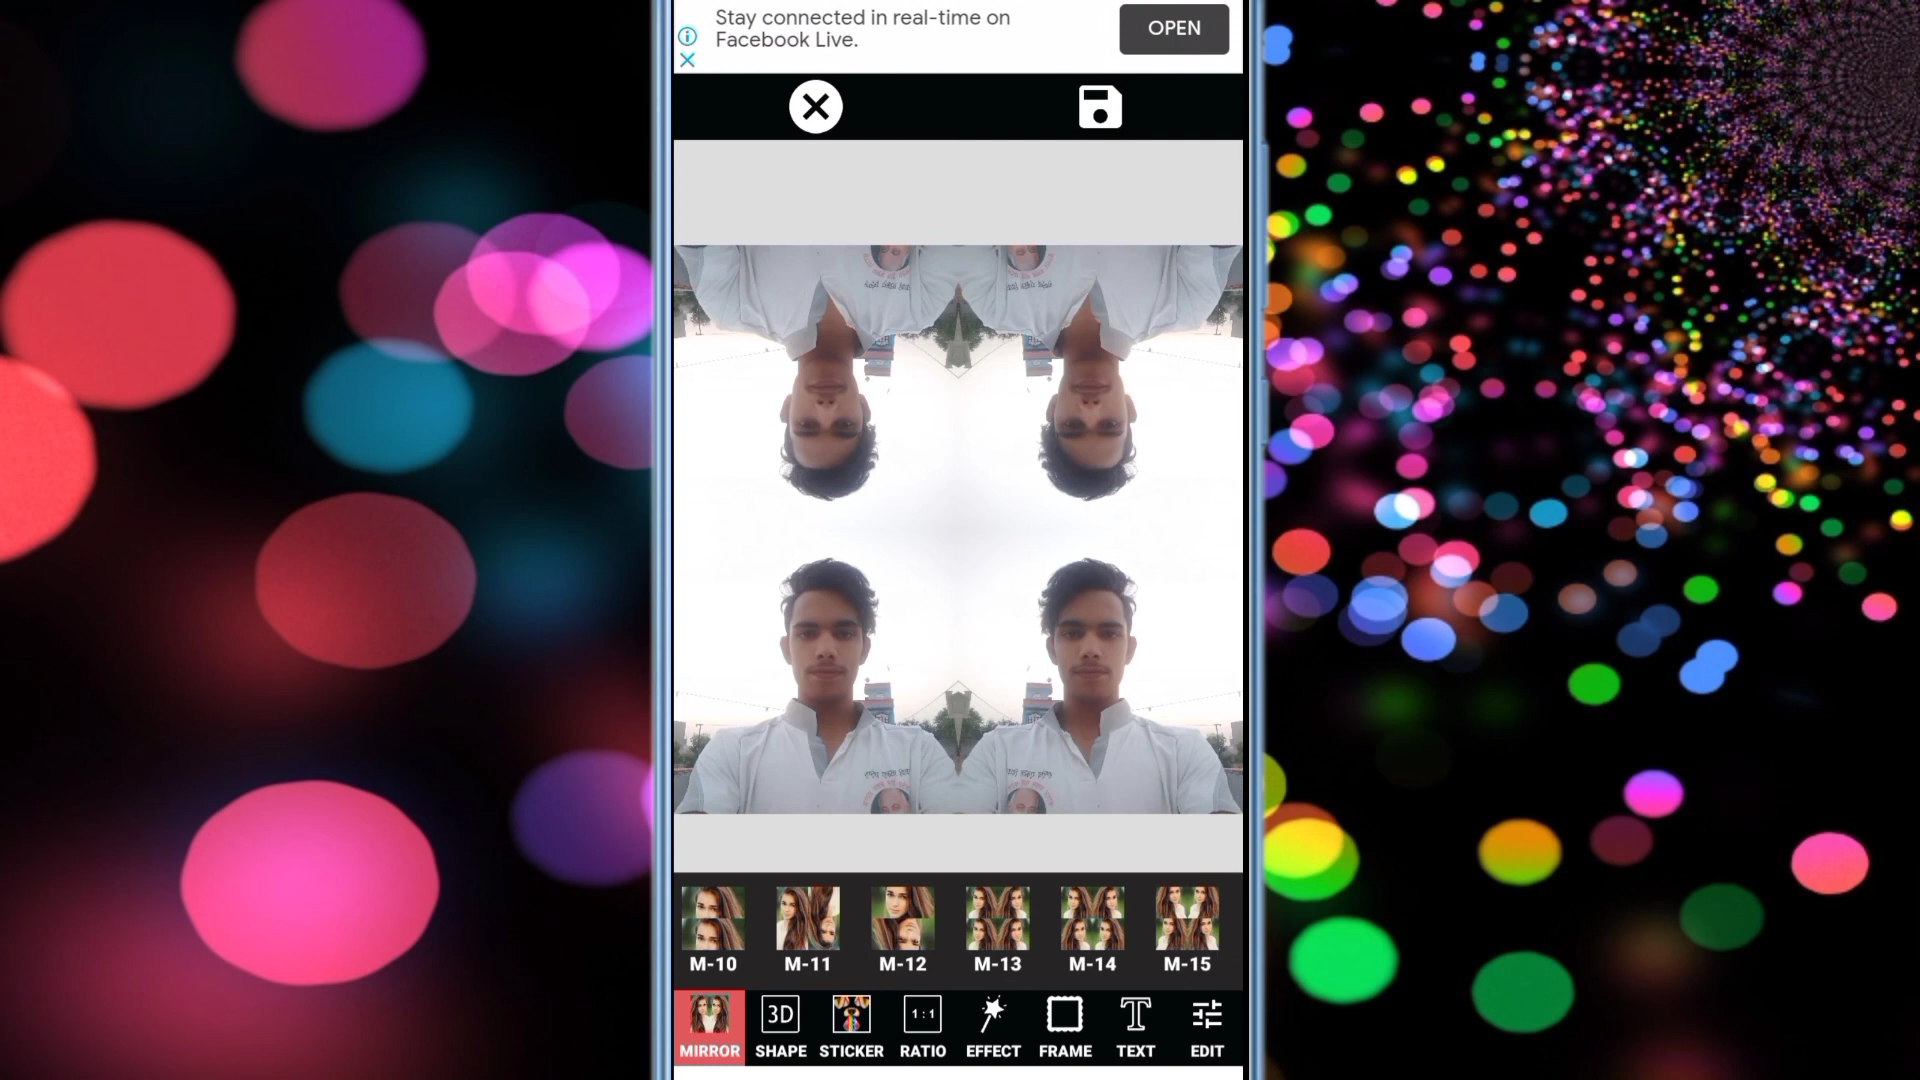 Stay connected in real-time on
Facebook Live.
OPEN
M-10
M-11
M-12
M-13
M-14
M-15
3D
1:1
T
MIRROR
SHAPE
STICKER
RATIO
EFFECT
FRAME
TEXT
EDIT